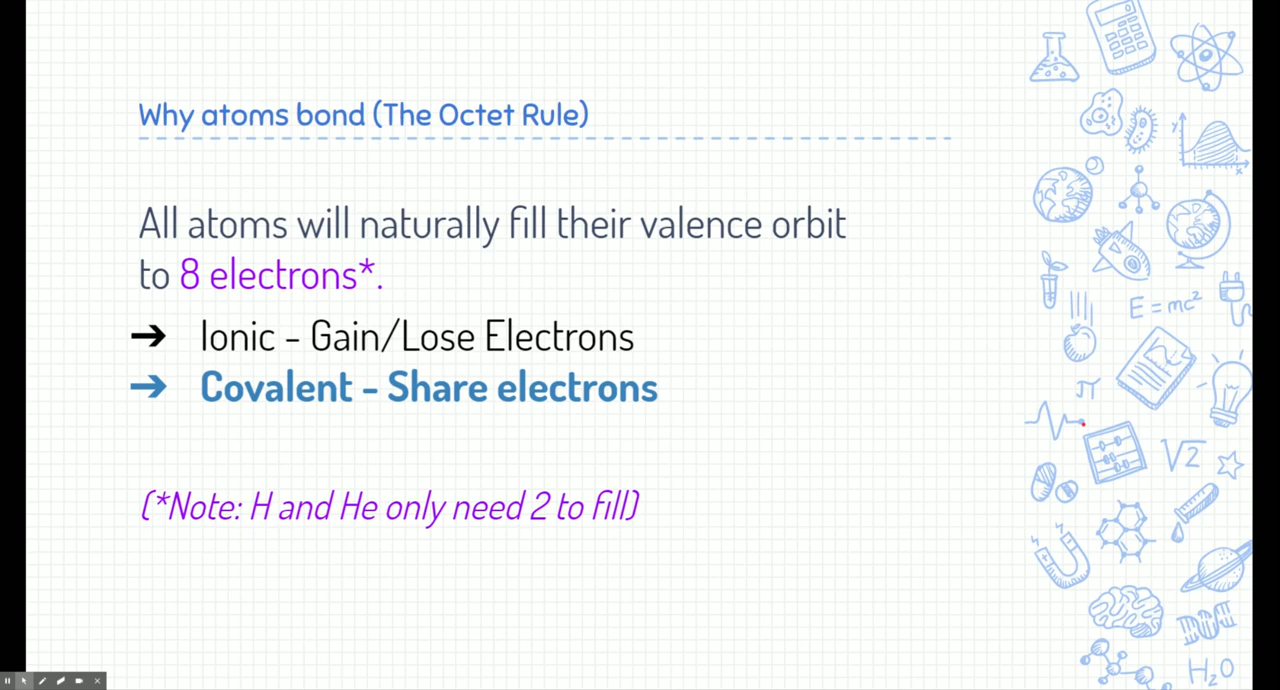 Why atoms bond (The Octet Rule)
All atoms will naturally fill their valence orbit
to 8 electrons*.
➔ Ionic - Gain/Lose Electrons
➔ Covalent - Share electrons
(*Note: H and He only need 2 to fill)
y
x
E = mc²
π
√2
H₂O